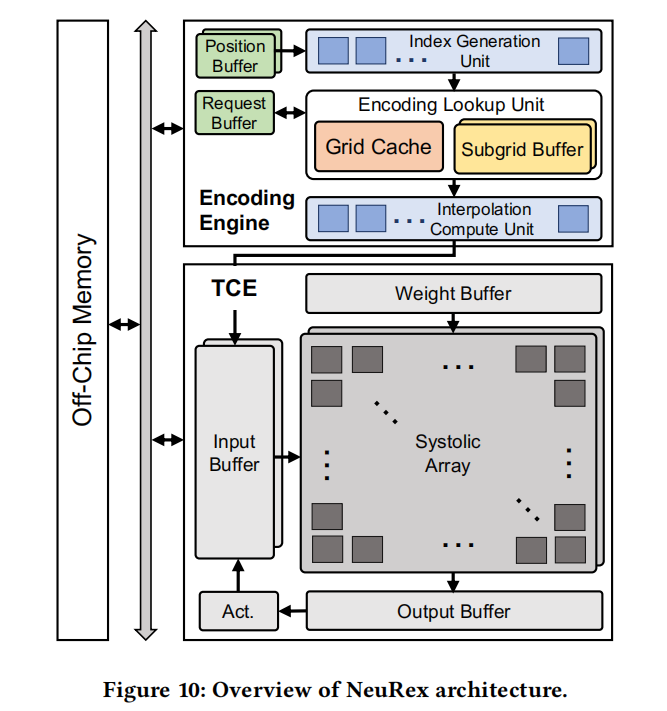 Position
Buffer
Index Generation
Unit
. . .
Request
Buffer
Encoding Lookup Unit
Grid Cache
Subgrid Buffer
Encoding
Engine
. . .
Interpolation
Compute Unit
Off-Chip Memory
TCE
Weight Buffer
Input
Buffer
. . .
Systolic
Array
. . .
Act.
Output Buffer
Figure 10: Overview of NeuRex architecture.